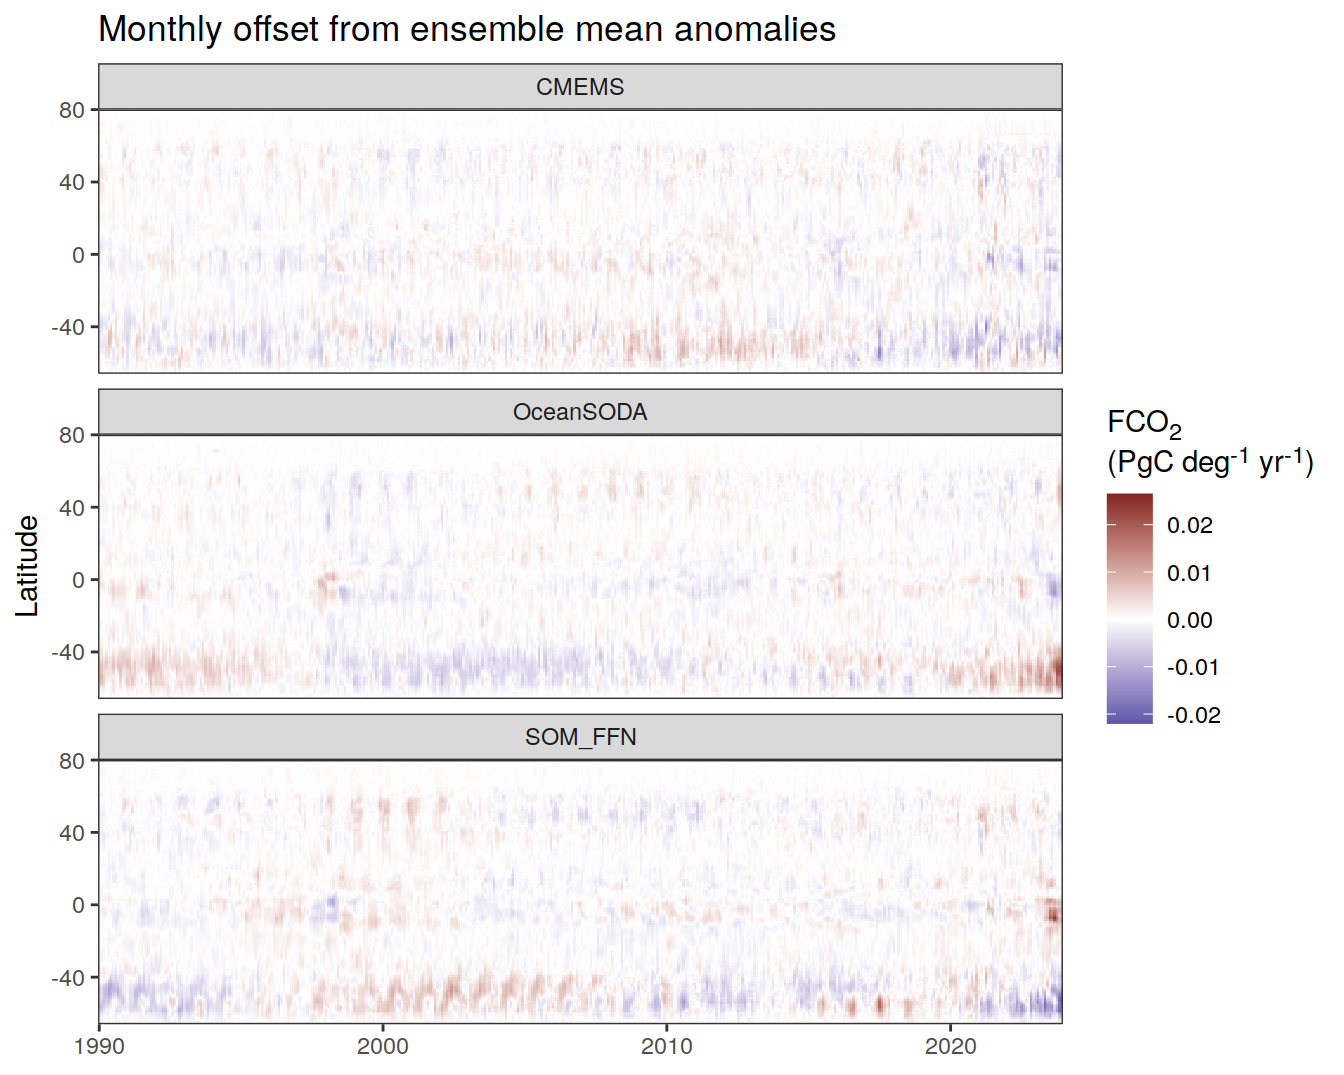 Monthly offset from ensemble mean anomalies
CMEMS
80
40
0
-40
OceanSODA
80
40
0
-40
SOM_FFN
80
40
0
-40
1990 2000 2010 2020
Latitude
FCO₂
(PgC deg⁻¹ yr⁻¹)
0.02
0.01
0.00
-0.01
-0.02